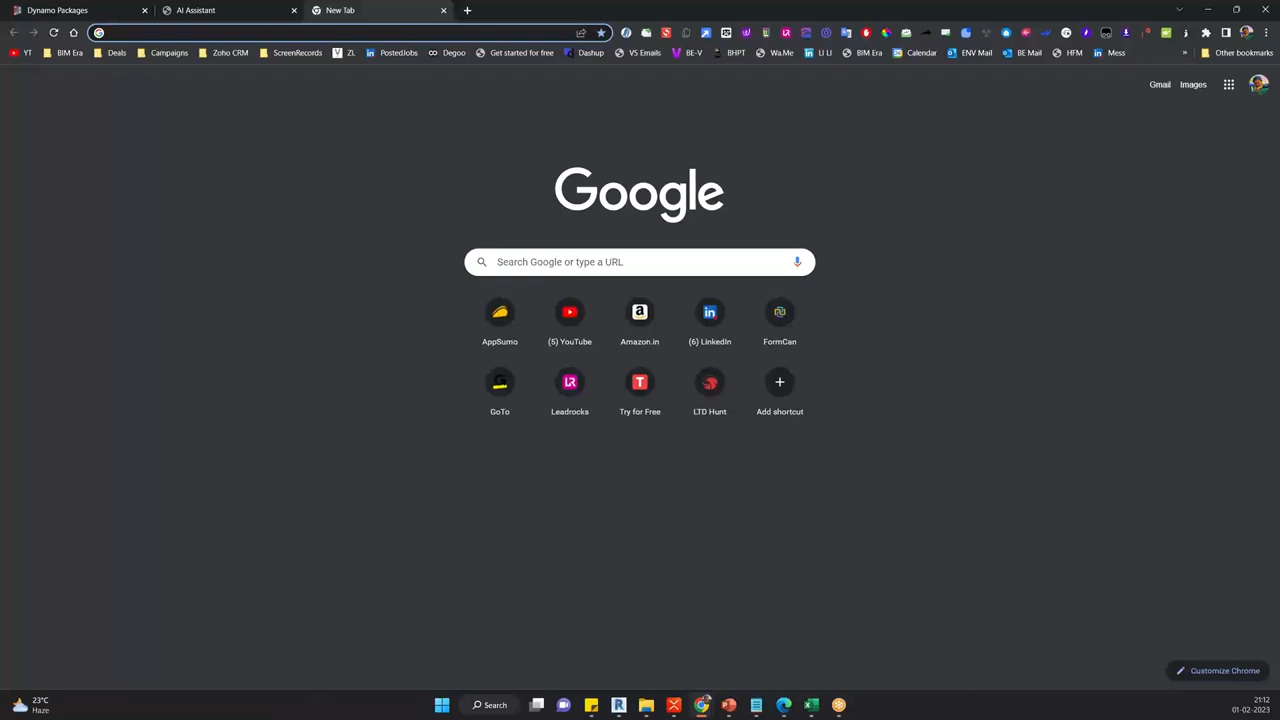 Dynamo Packages AI Assistant New Tab
YT BIM Era Deals Campaigns Zoho CRM ScreenRecords ZL PostedJobs Degoo Get started for free Dashup VS Emails BE-V BHPT Wa.Me LI LI BIM Era Calendar ENV Mail BE Mail HFM Mess » Other bookmarks
Gmail Images
Google
Search Google or type a URL
AppSumo (5) YouTube Amazon.in (6) LinkedIn FormCan
GoTo Leadrocks Try for Free LTD Hunt Add shortcut
Customize Chrome
23°C
Haze
Search
21:12
01-02-2023